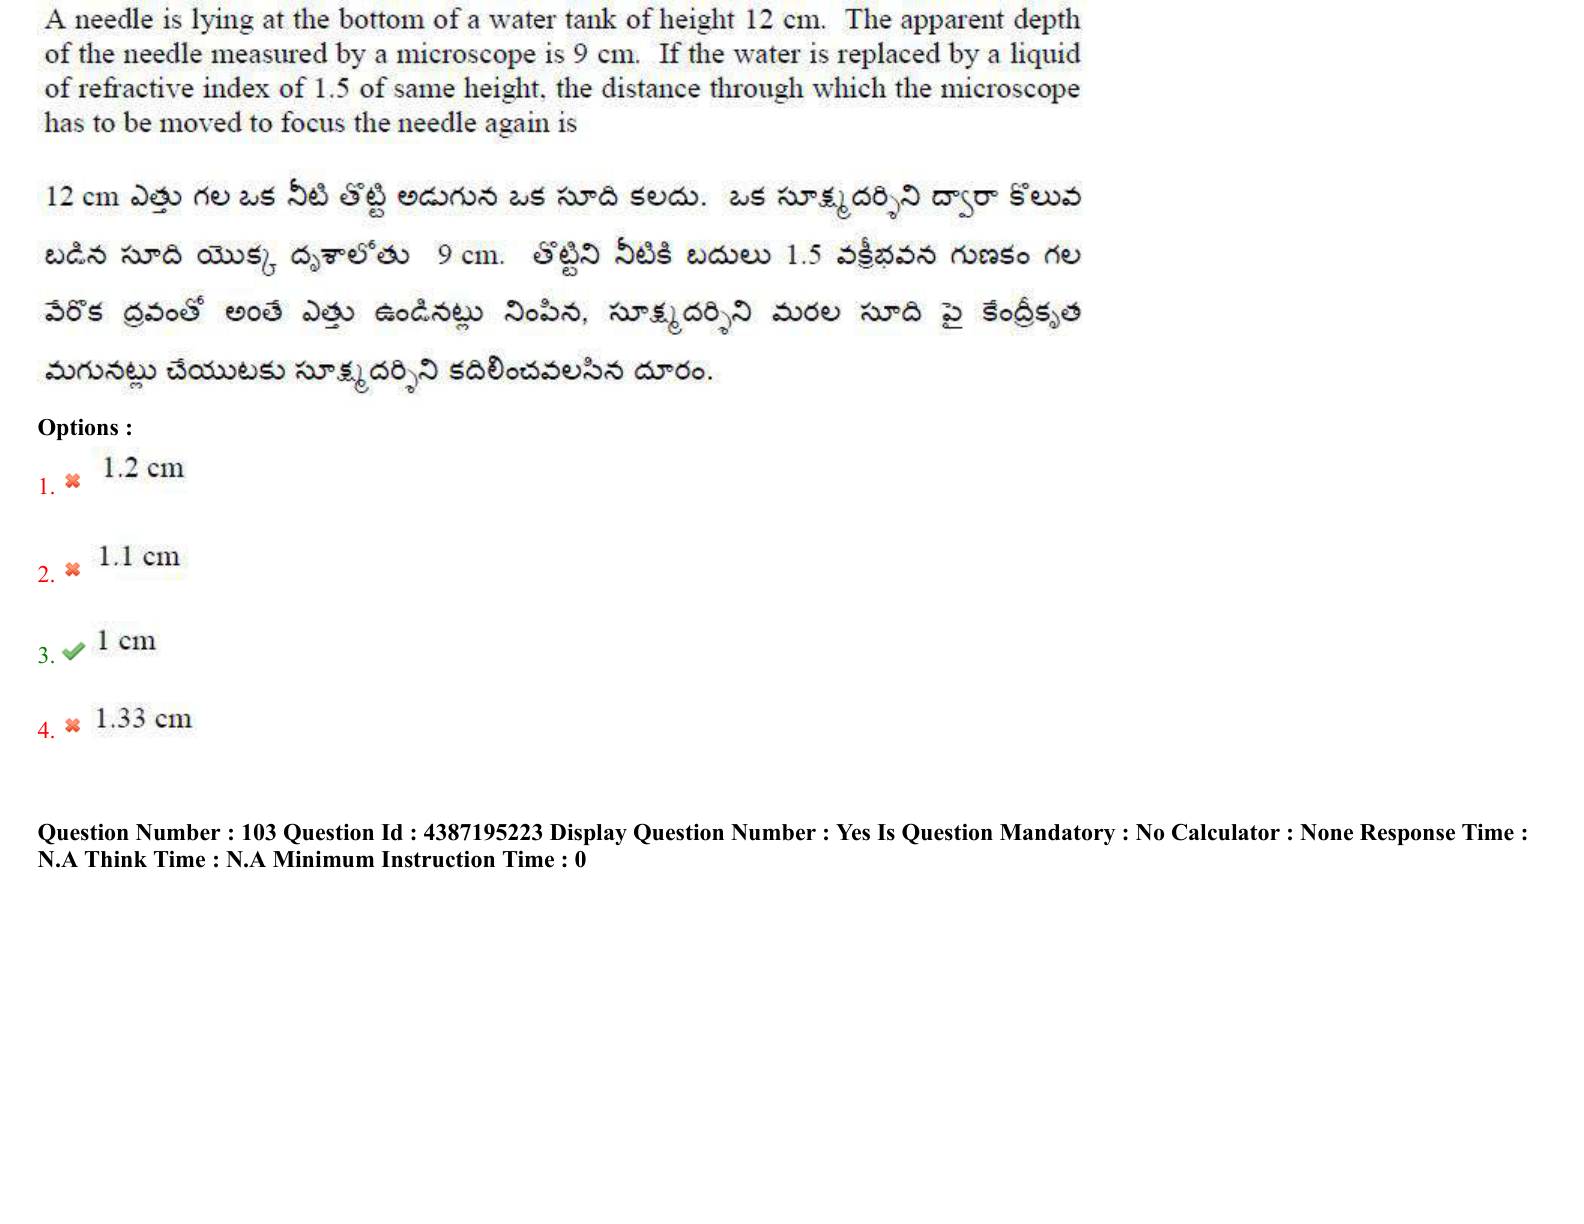 A needle is lying at the bottom of a water tank of height 12 cm.  The apparent depth
of the needle measured by a microscope is 9 cm.  If the water is replaced by a liquid
of refractive index of 1.5 of same height, the distance through which the microscope
has to be moved to focus the needle again is
12 cm ఎత్తు గల ఒక నీటి తొట్టి అడుగున ఒక సూది కలదు.  ఒక సూక్ష్మదర్శిని ద్వారా కొలువ
బడిన సూది యొక్క దృశాలోతు  9 cm.  తొట్టిని నీటికి బదులు 1.5 వక్రీభవన గుణకం గల
వేరొక ద్రవంతో అంతే ఎత్తు ఉండినట్లు నింపిన, సూక్ష్మదర్శిని మరల సూది పై కేంద్రీకృత
మగునట్లు చేయుటకు సూక్ష్మదర్శిని కదిలించవలసిన దూరం.
Options :
1. 1.2 cm
2. 1.1 cm
3. 1 cm
4. 1.33 cm
Question Number : 103 Question Id : 4387195223 Display Question Number : Yes Is Question Mandatory : No Calculator : None Response Time :
N.A Think Time : N.A Minimum Instruction Time : 0